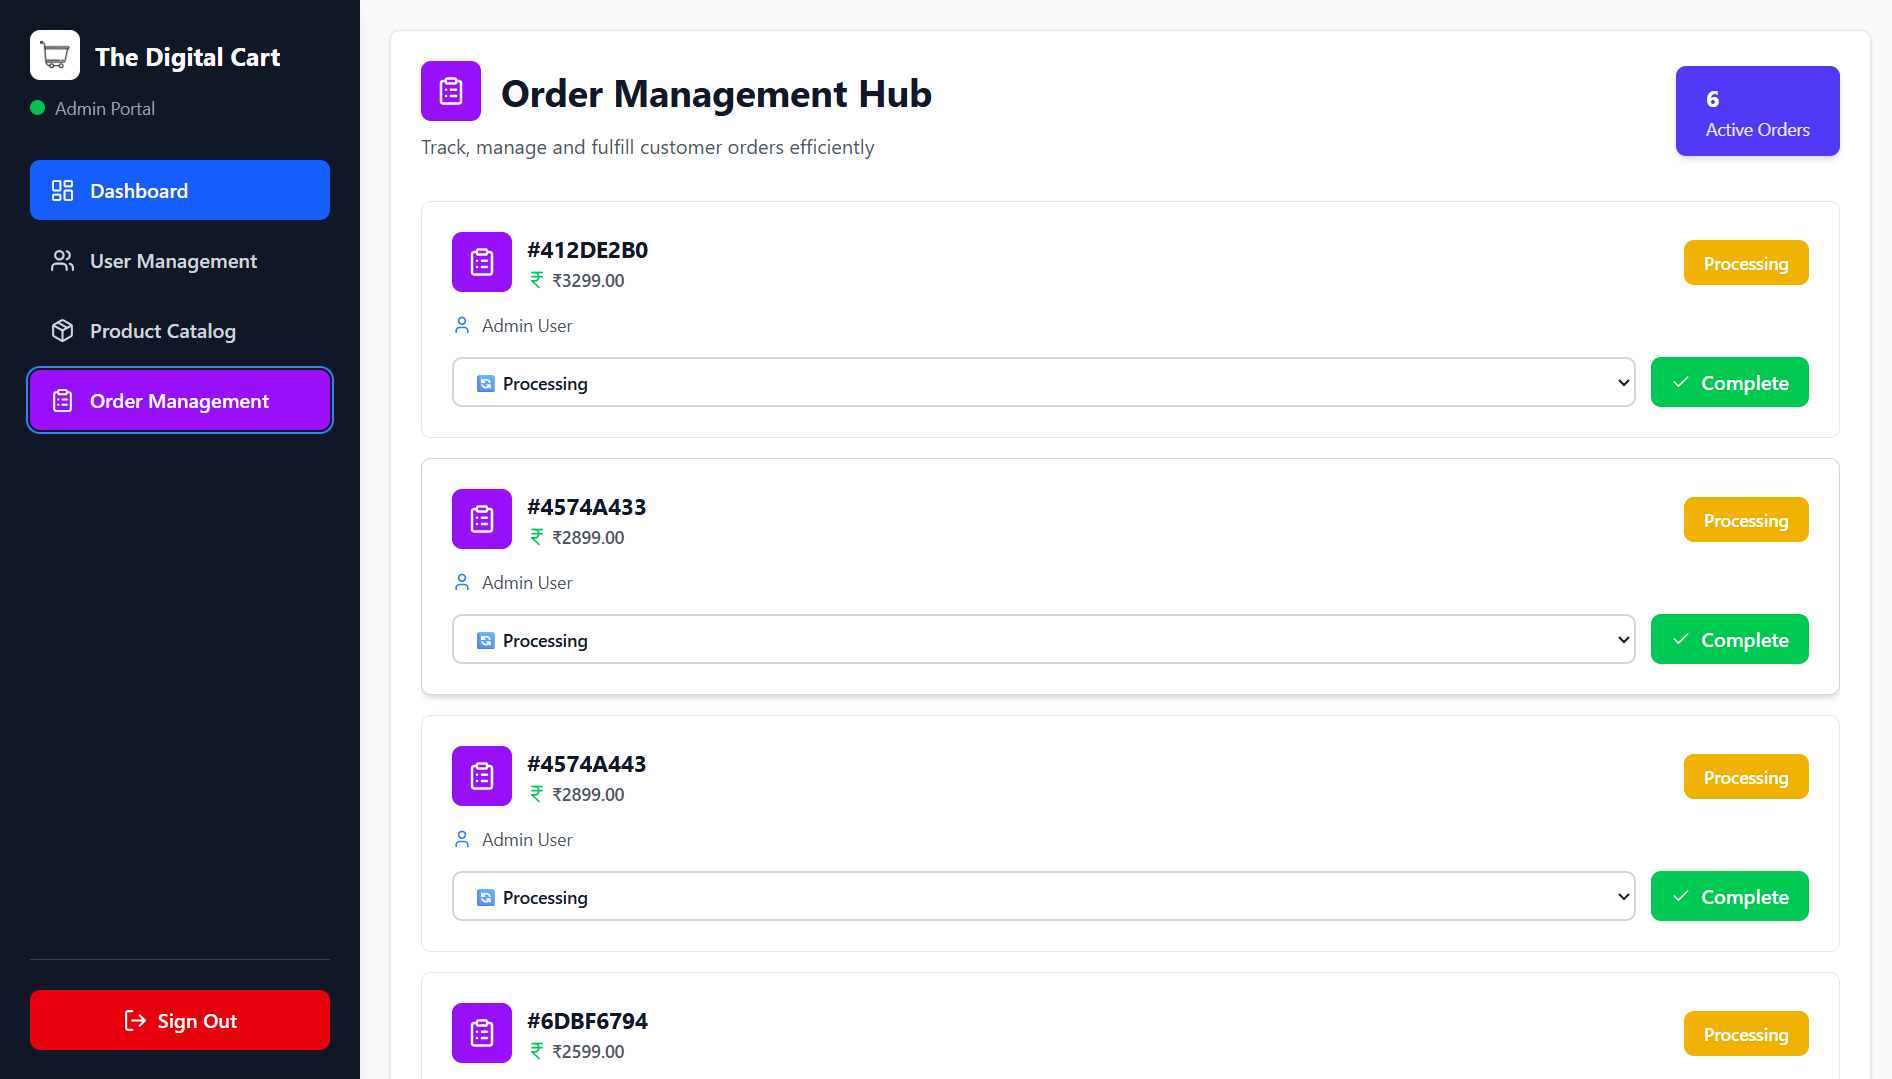 The Digital Cart
Admin Portal
Dashboard
User Management
Product Catalog
Order Management
Sign Out
Order Management Hub
Track, manage and fulfill customer orders efficiently
6
Active Orders
#412DE2B0
₹3299.00
Processing
Admin User
Processing
Complete
#4574A433
₹2899.00
Processing
Admin User
Processing
Complete
#4574A443
₹2899.00
Processing
Admin User
Processing
Complete
#6DBF6794
₹2599.00
Processing